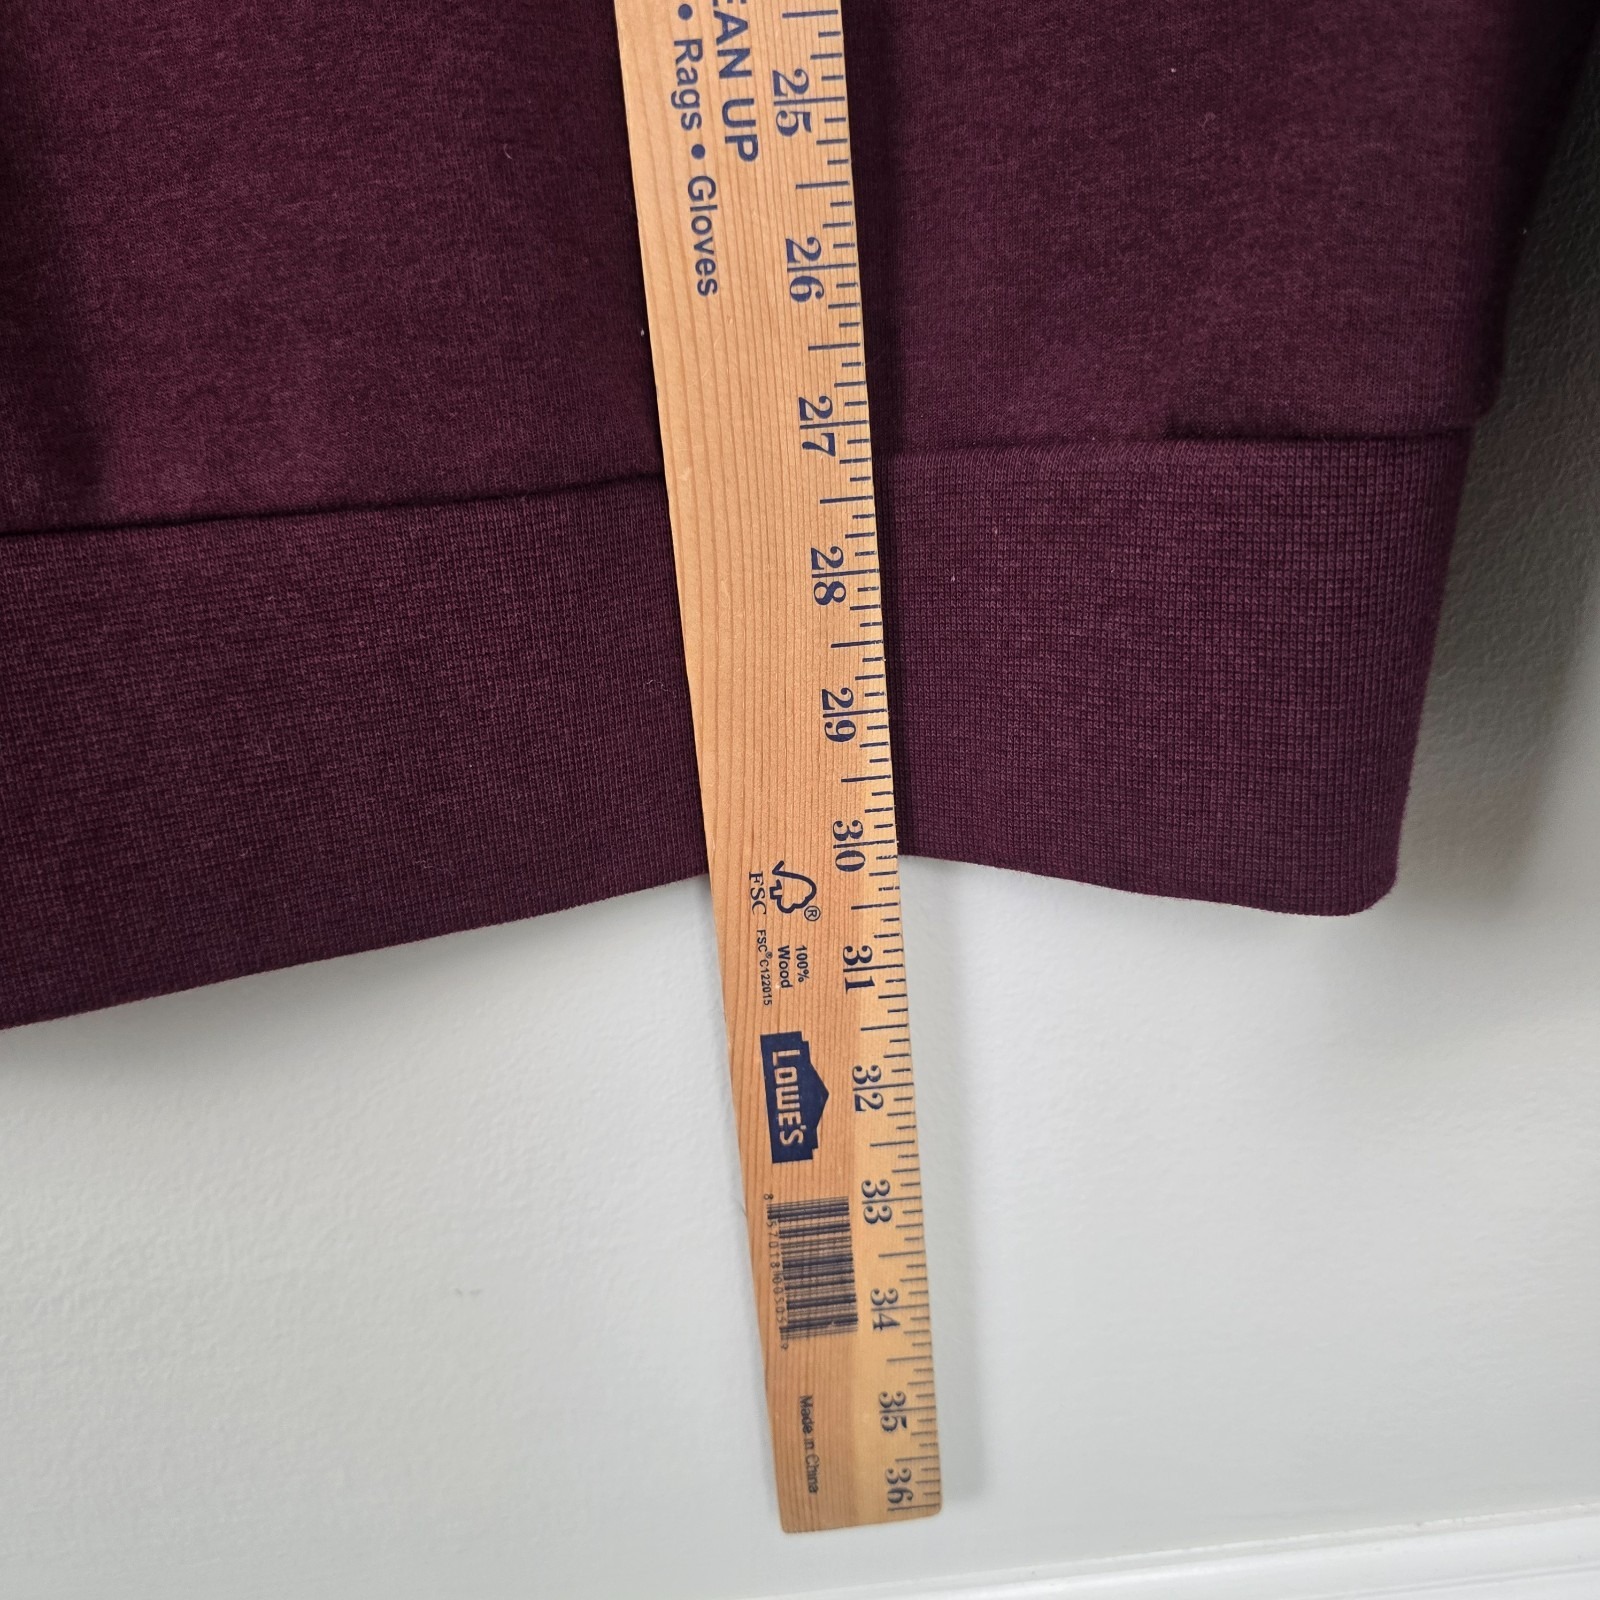 EAN UP
• Rags • Gloves
25
26
27
28
29
30
31
32
33
34
35
36
FSC®
100%
Wood
FSC® C122015
LOWE'S
Made in China